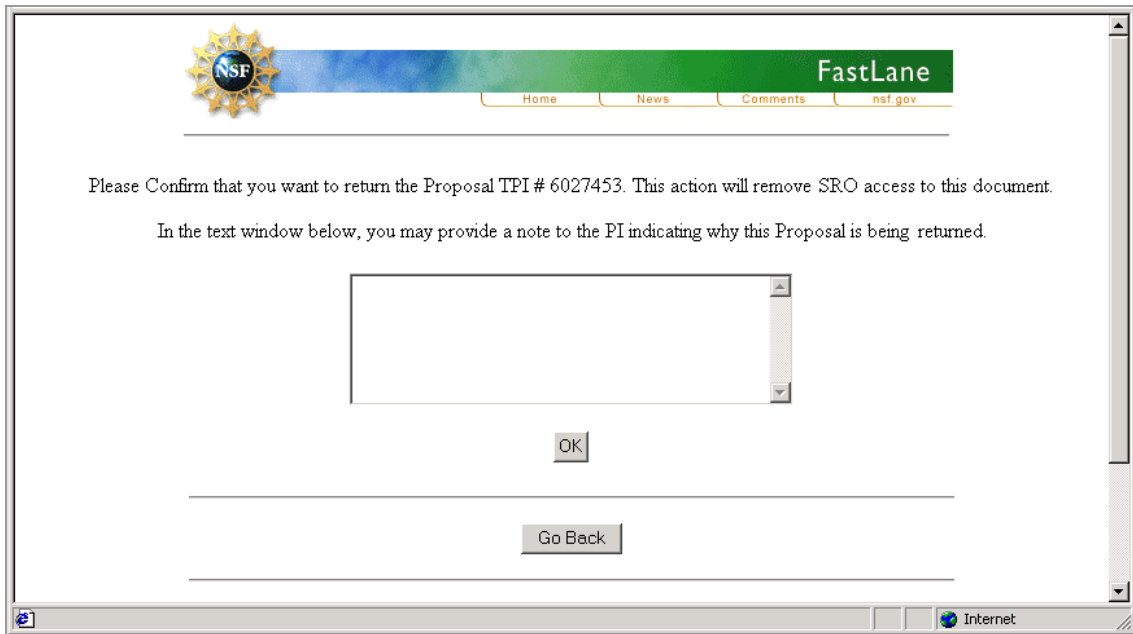 NSF
FastLane
Home News Comments nsf.gov
Please Confirm that you want to return the Proposal TPI # 6027453. This action will remove SRO access to this document.
In the text window below, you may provide a note to the PI indicating why this Proposal is being returned.
OK
Go Back
Internet